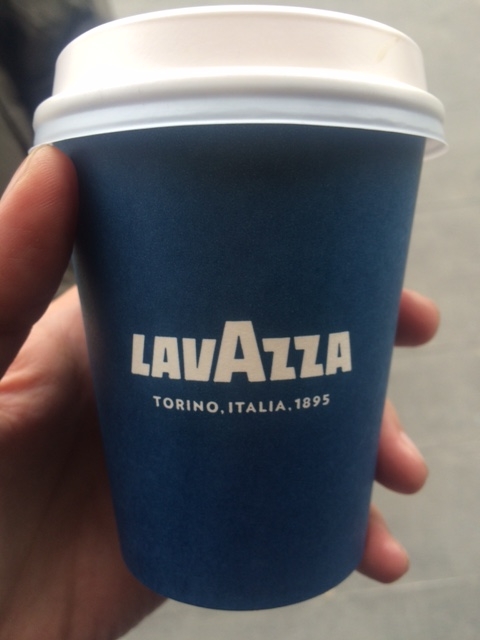 LAVAZZA
TORINO, ITALIA, 1895